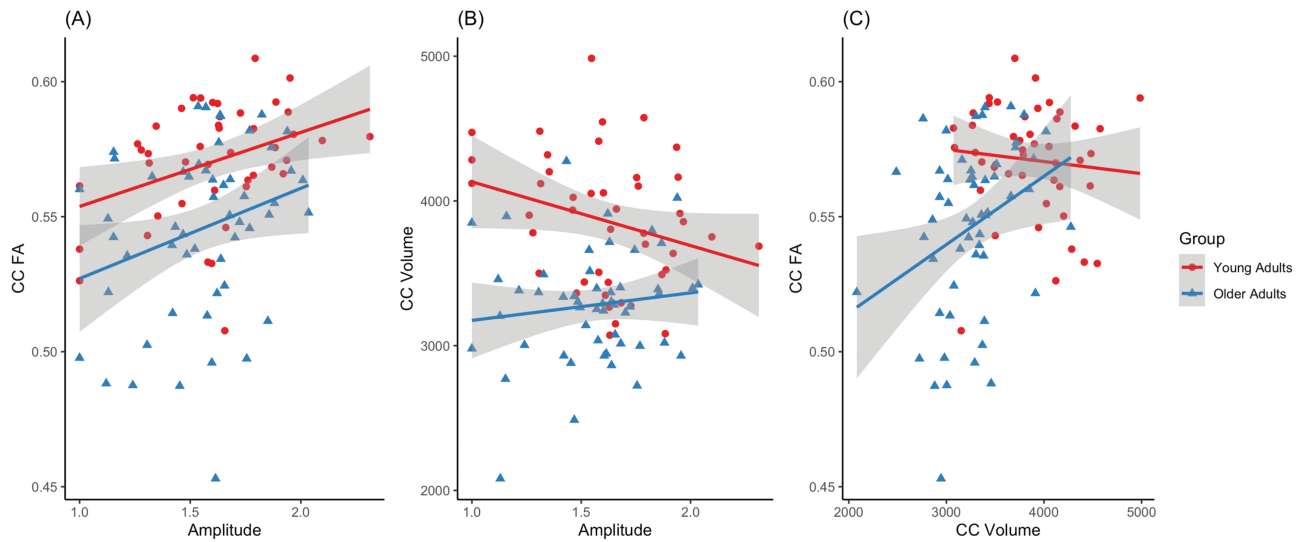 (A)
(B)
(C)
CC FA
0.60
0.55
0.50
0.45
1.0
1.5
2.0
Amplitude
CC Volume
5000
4000
3000
2000
1.0
1.5
2.0
Amplitude
CC FA
0.60
0.55
0.50
0.45
2000
3000
4000
5000
CC Volume
Group
Young Adults
Older Adults